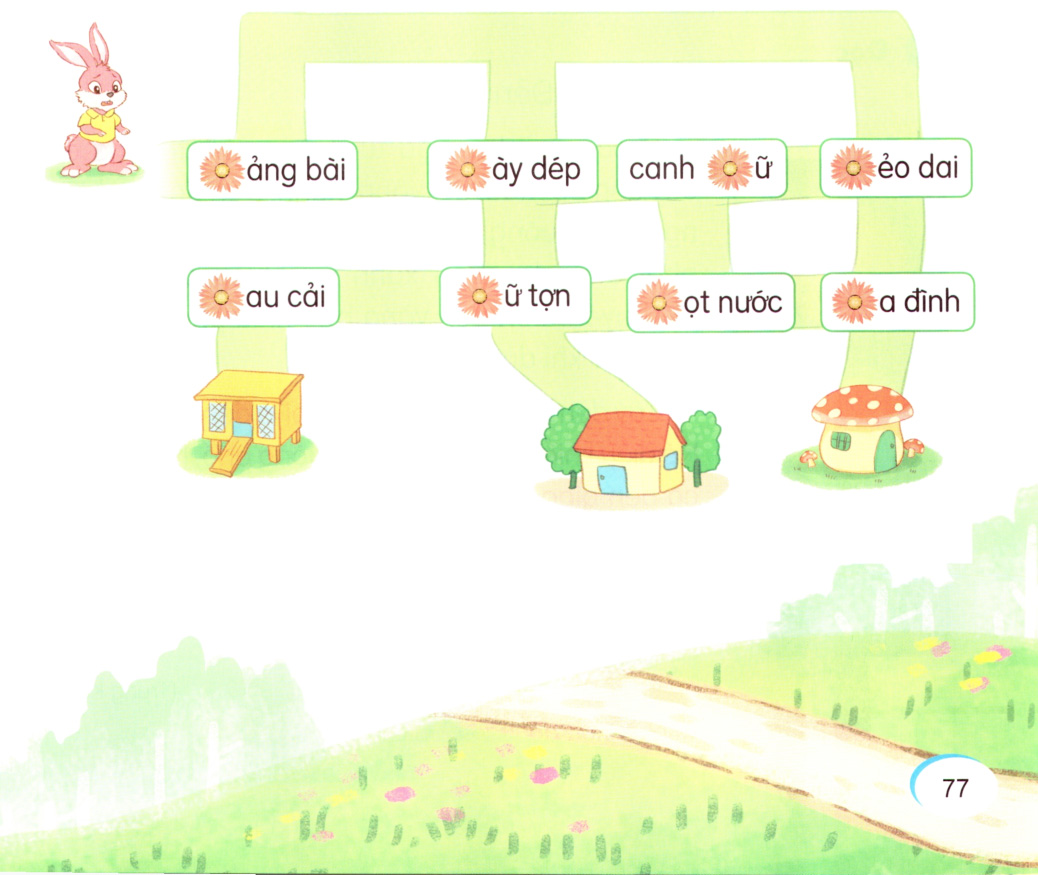 ảng bài
ày dép
canh ữ
ẻo dai
au cải
ữ tợn
ọt nước
a đình
77